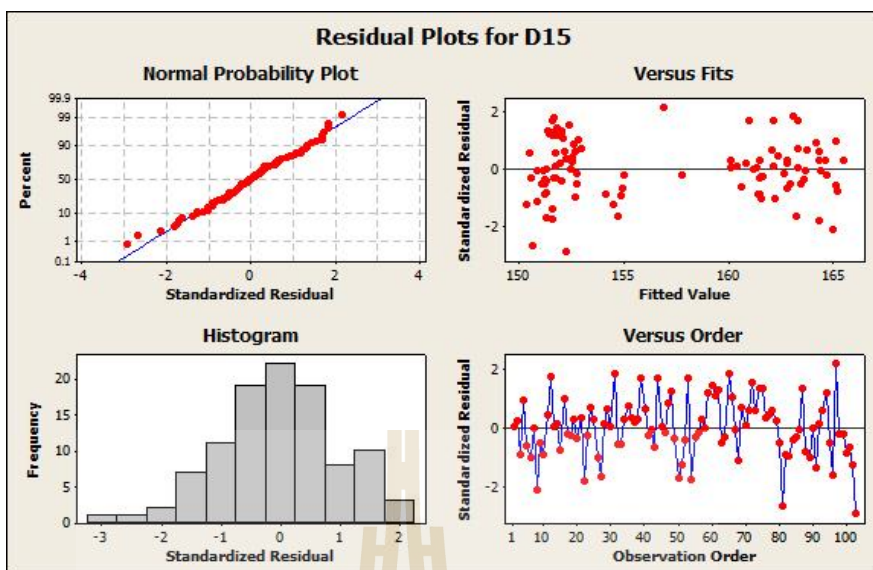 Residual Plots for D15
Normal Probability Plot
99.9
99
90
50
10
1
0.1
Percent
-4 -2 0 2 4
Standardized Residual
Versus Fits
2
0
-2
Standardized Residual
150 155 160 165
Fitted Value
Histogram
20
15
10
5
0
Frequency
-3 -2 -1 0 1 2
Standardized Residual
Versus Order
2
0
-2
Standardized Residual
1 10 20 30 40 50 60 70 80 90 100
Observation Order